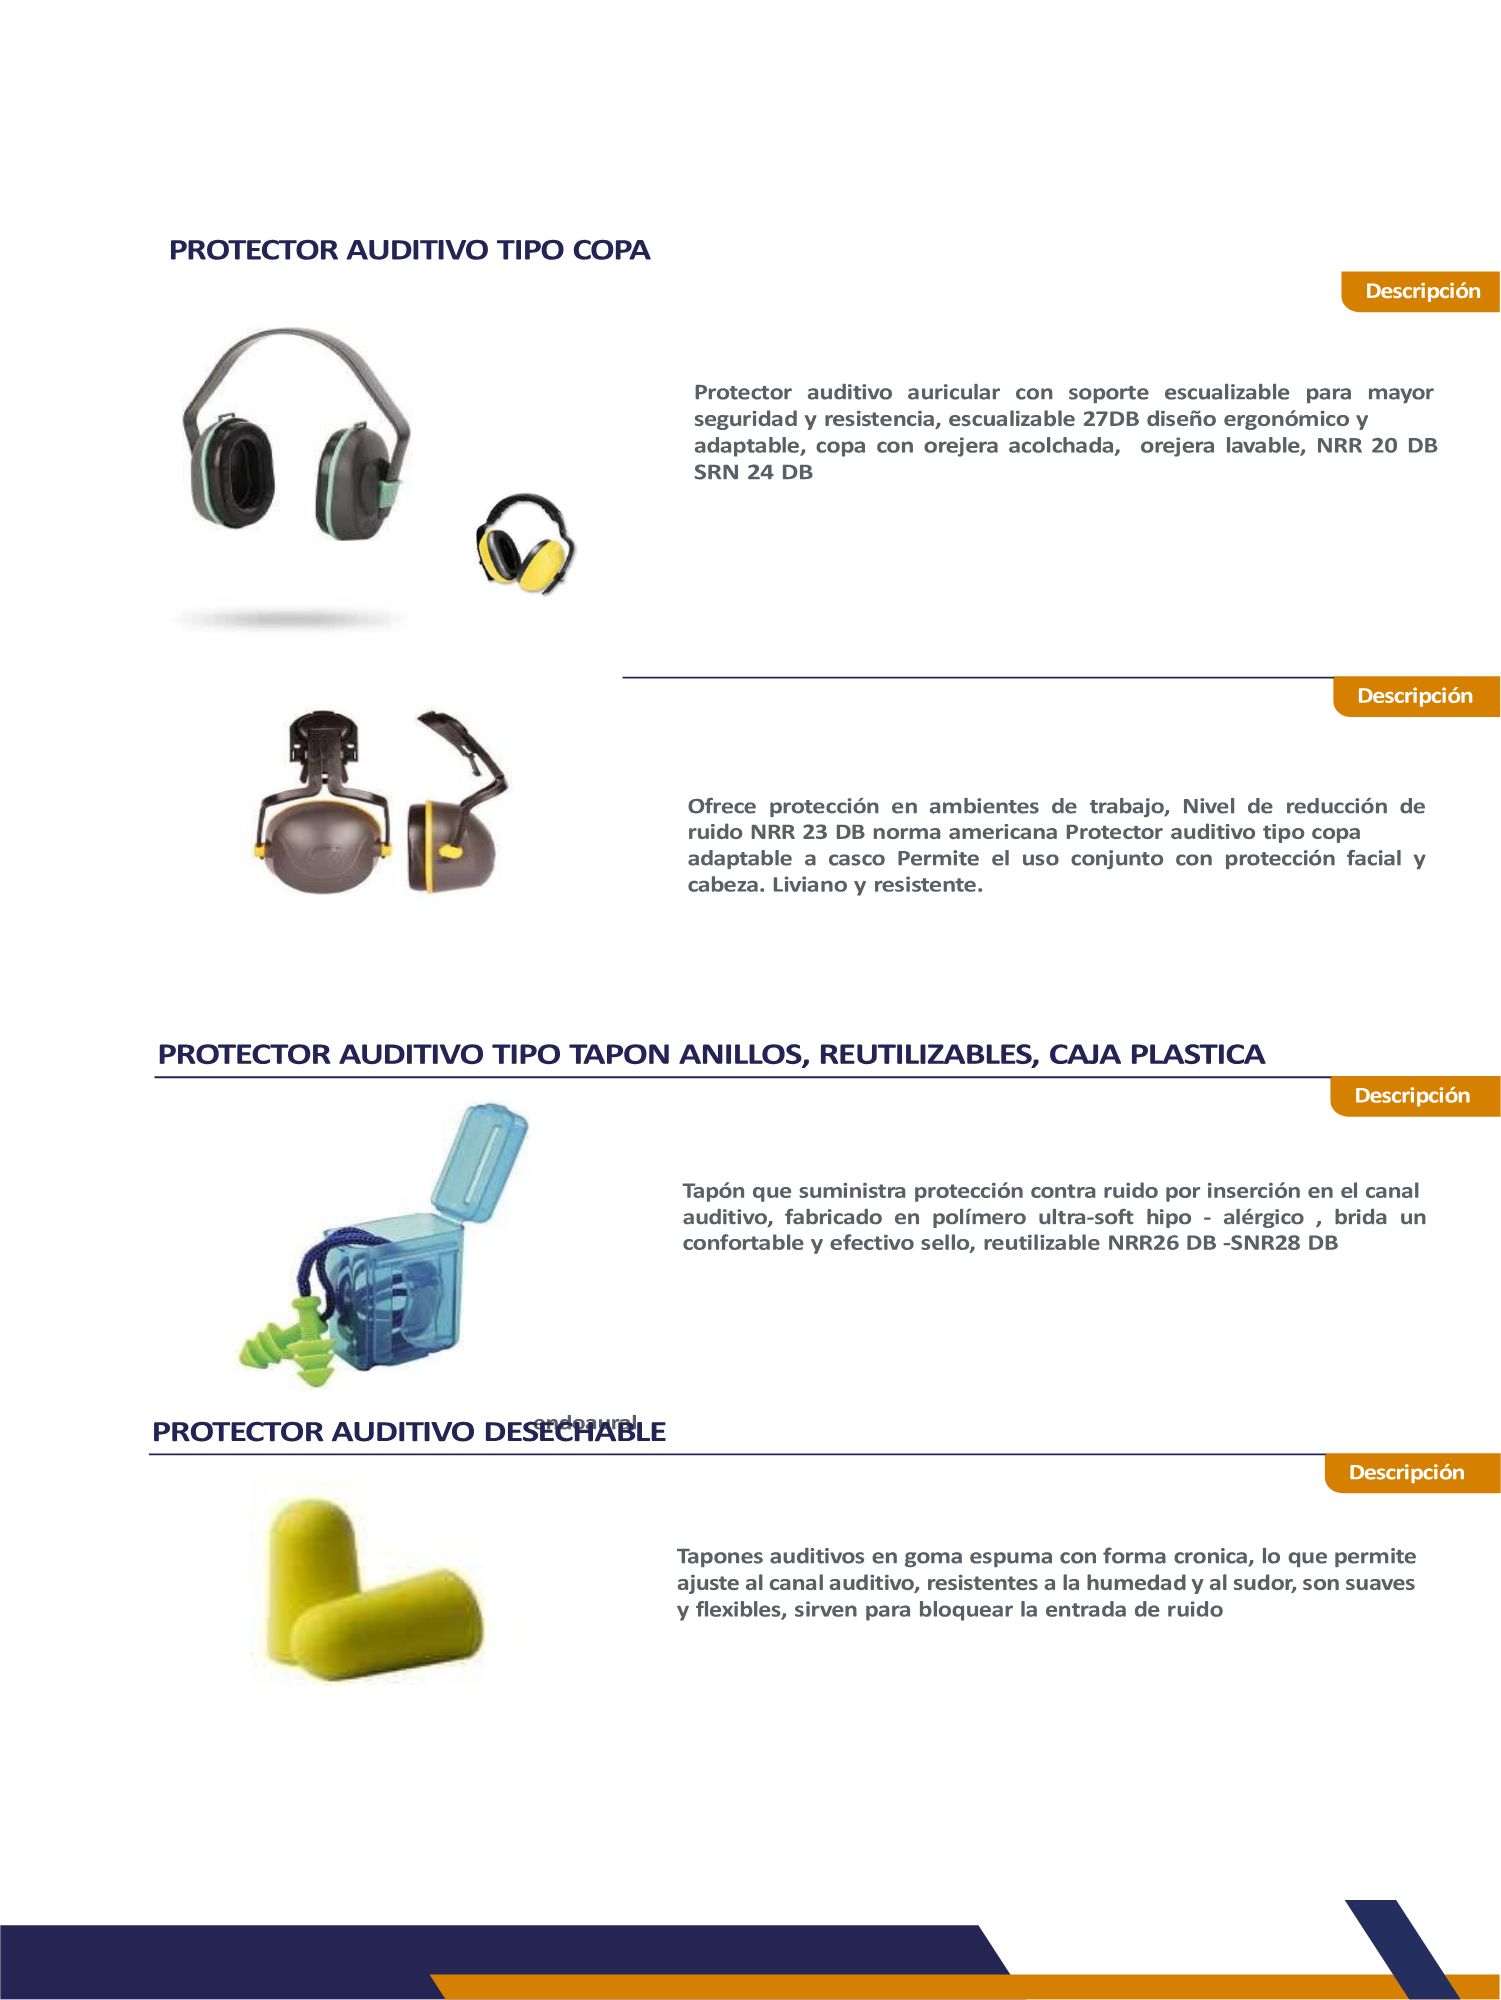 PROTECTOR AUDITIVO TIPO COPA
Descripción
Protector auditivo auricular con soporte escualizable para mayor
seguridad y resistencia, escualizable 27DB diseño ergonómico y
adaptable, copa con orejera acolchada, orejera lavable, NRR 20 DB
SRN 24 DB
Descripción
Ofrece protección en ambientes de trabajo, Nivel de reducción de
ruido NRR 23 DB norma americana Protector auditivo tipo copa
adaptable a casco Permite el uso conjunto con protección facial y
cabeza. Liviano y resistente.
PROTECTOR AUDITIVO TIPO TAPON ANILLOS, REUTILIZABLES, CAJA PLASTICA
Descripción
Tapón que suministra protección contra ruido por inserción en el canal
auditivo, fabricado en polímero ultra-soft hipo - alérgico , brida un
confortable y efectivo sello, reutilizable NRR26 DB -SNR28 DB
endoaural
PROTECTOR AUDITIVO DESECHABLE
Descripción
Tapones auditivos en goma espuma con forma cronica, lo que permite
ajuste al canal auditivo, resistentes a la humedad y al sudor, son suaves
y flexibles, sirven para bloquear la entrada de ruido